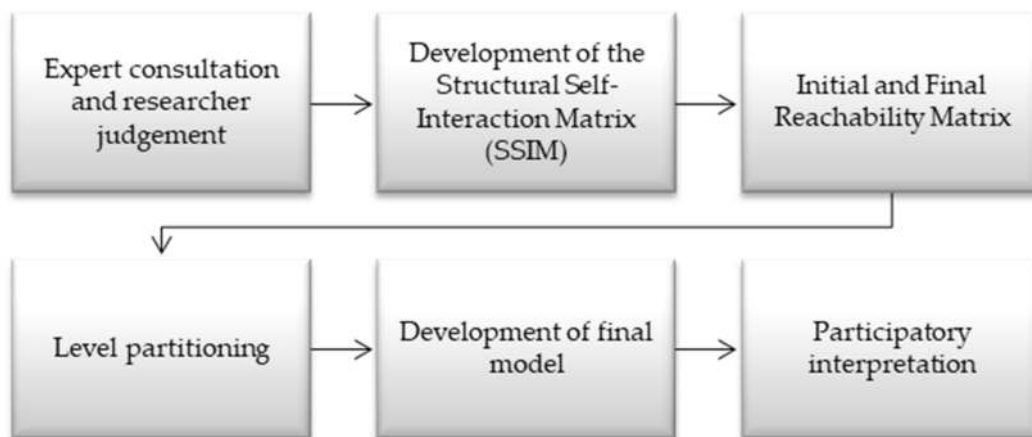 Expert consultation
and researcher
judgement
Development of the
Structural Self-
Interaction Matrix
(SSIM)
Initial and Final
Reachability Matrix
Level partitioning
Development of final
model
Participatory
interpretation